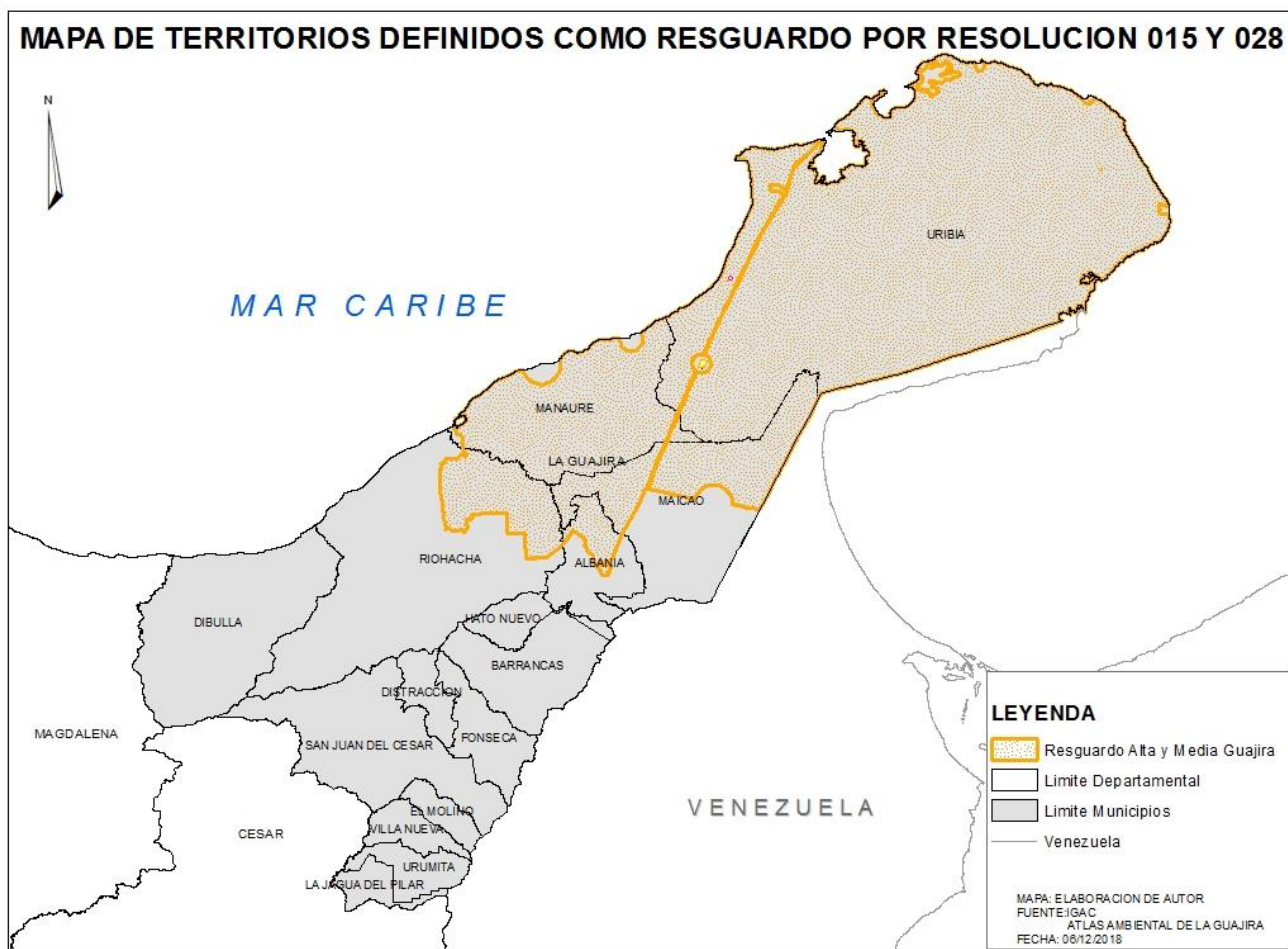 MAPA DE TERRITORIOS DEFINIDOS COMO RESGUARDO POR RESOLUCION 015 Y 028
N
URIBIA
MAR CARIBE
MANAURE
LA GUAJIRA
MAICAO
RIOHACHA
ALBANIA
DIBULLA
HATO NUEVO
BARRANCAS
DISTRACCION
MAGDALENA
SAN JUAN DEL CESAR
FONSECA
EL MOLINO
VILLA NUEVA
CESAR
URUMITA
LA JAGUA DEL PILAR
VENEZUELA
LEYENDA
Resguardo Alta y Media Guajira
Limite Departamental
Limite Municipios
Venezuela
MAPA: ELABORACION DE AUTOR
FUENTE:IGAC
ATLAS AMBIENTAL DE LA GUAJIRA
FECHA: 06/12/2018